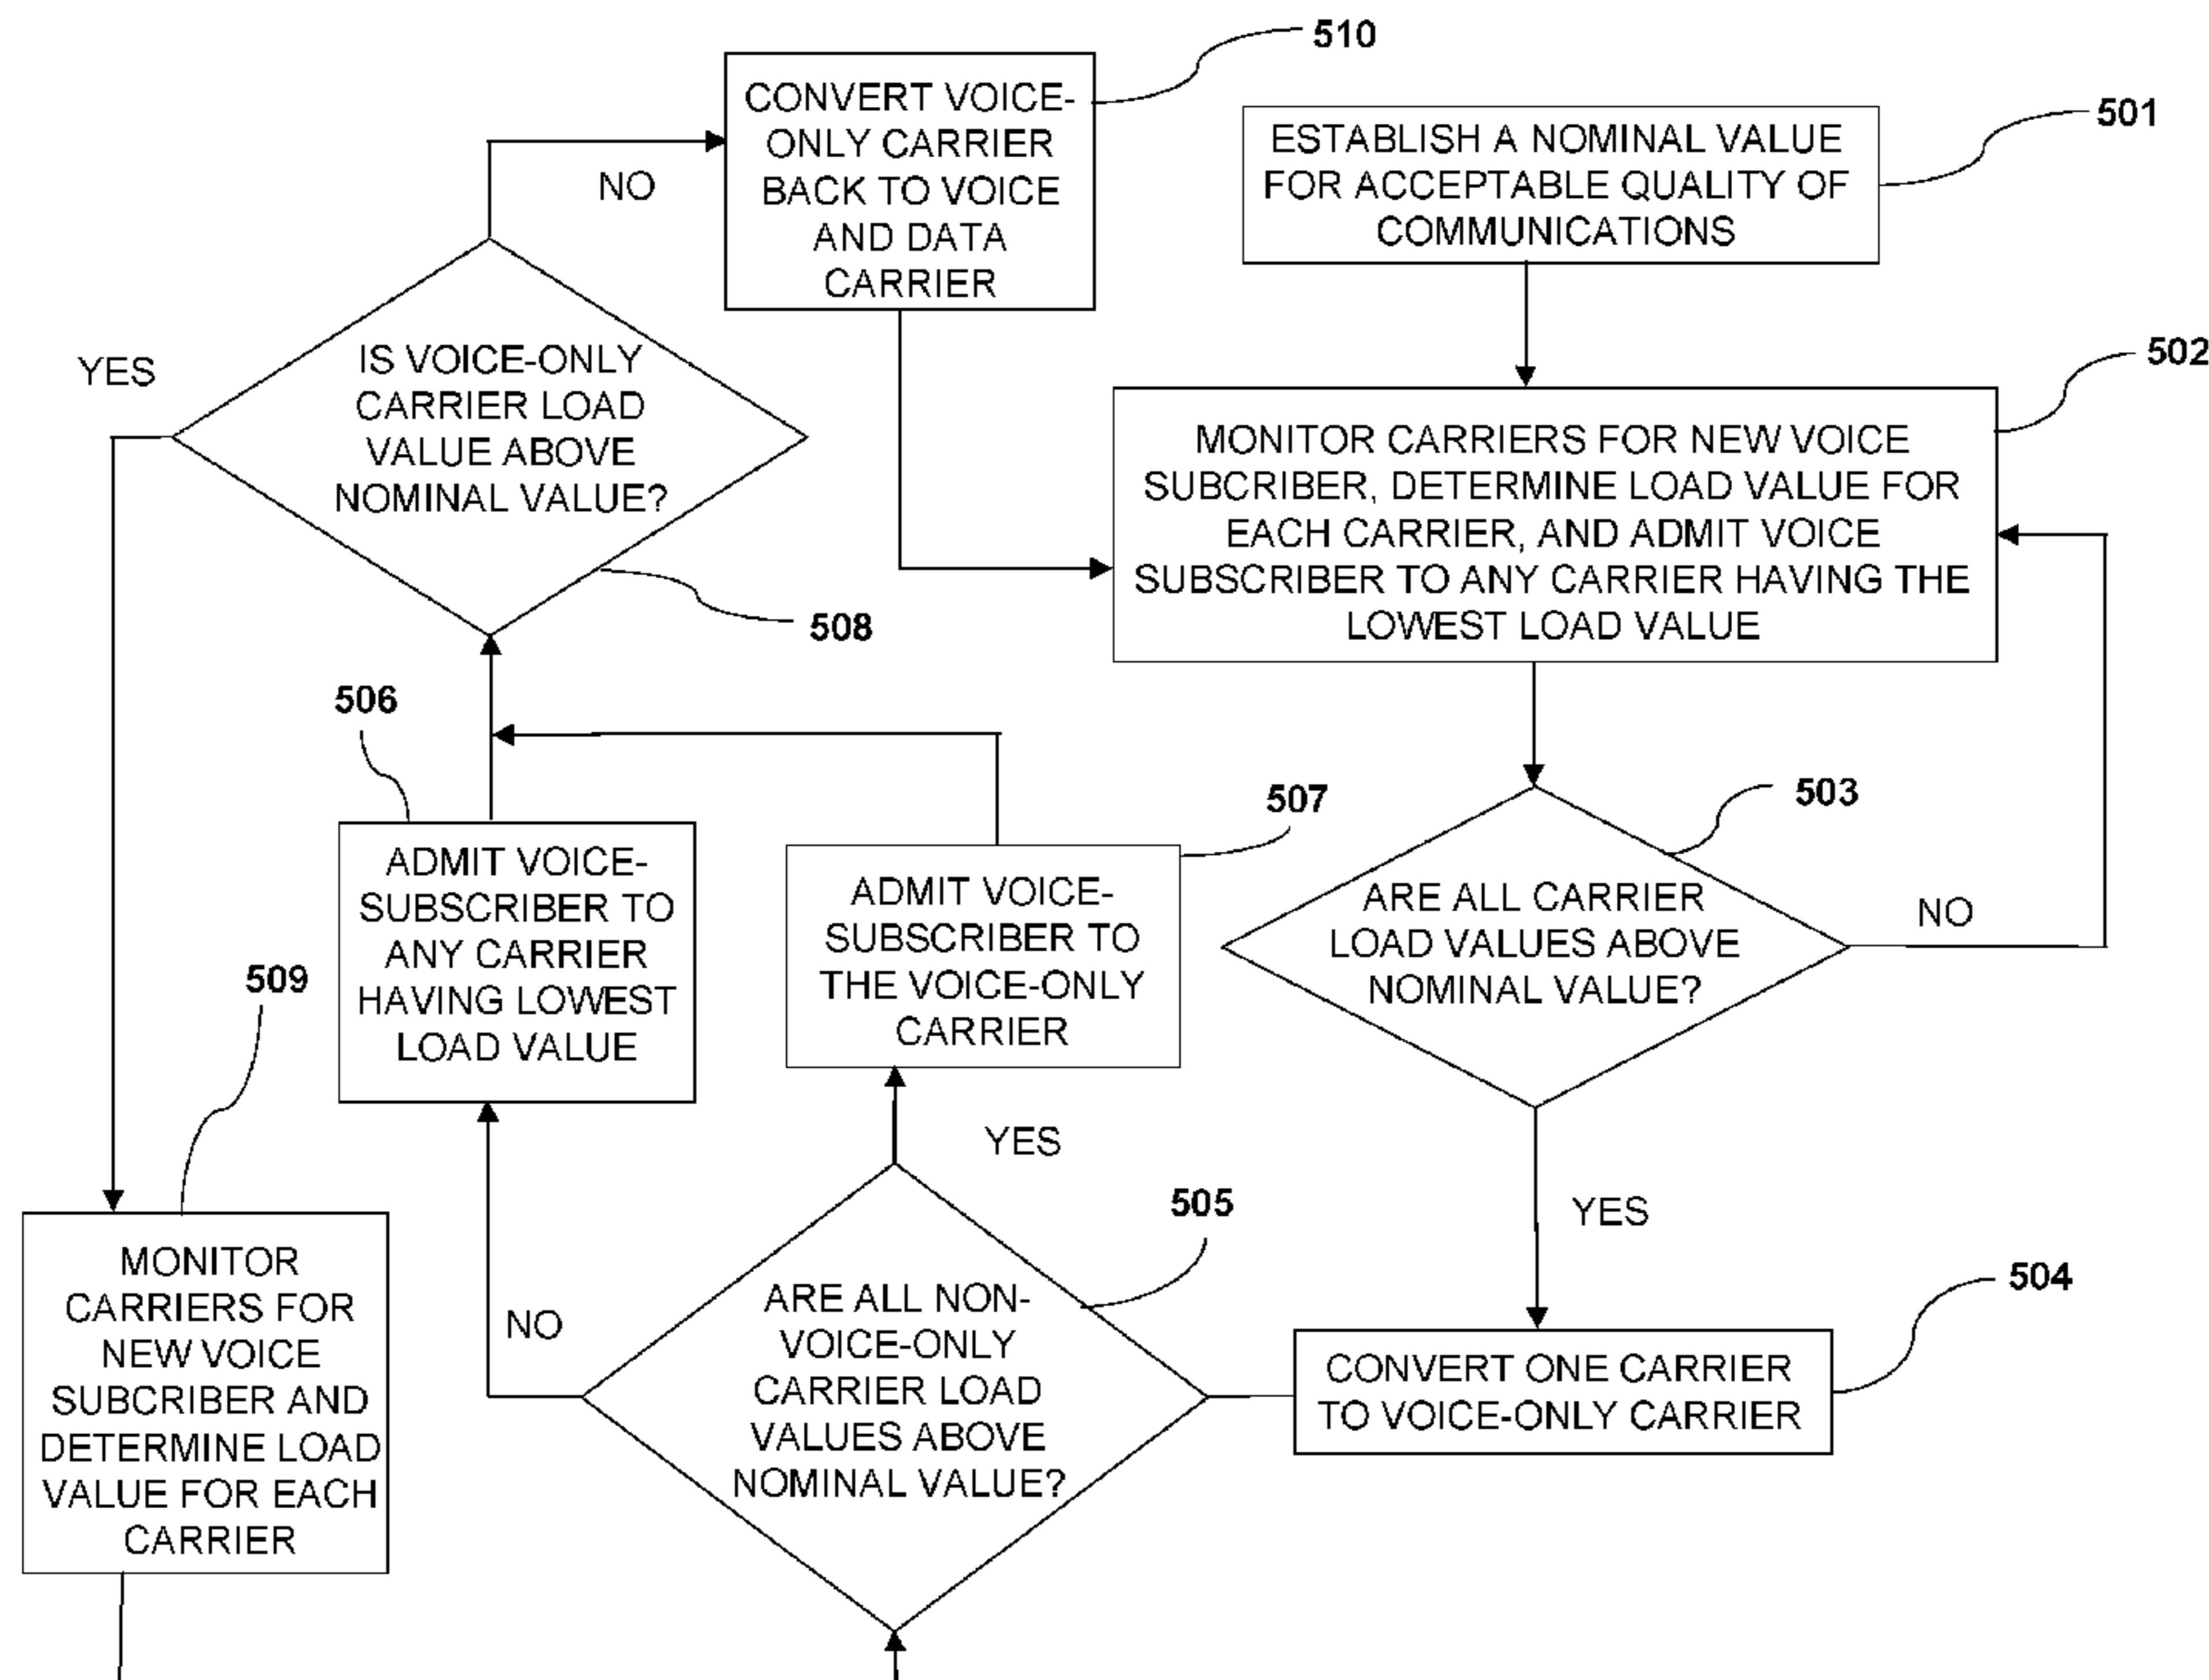 510
CONVERT VOICE-
ONLY CARRIER
BACK TO VOICE
AND DATA
CARRIER
501
ESTABLISH A NOMINAL VALUE
FOR ACCEPTABLE QUALITY OF
COMMUNICATIONS
NO
YES
IS VOICE-ONLY
CARRIER LOAD
VALUE ABOVE
NOMINAL VALUE?
508
502
MONITOR CARRIERS FOR NEW VOICE
SUBCRIBER, DETERMINE LOAD VALUE FOR
EACH CARRIER, AND ADMIT VOICE
SUBSCRIBER TO ANY CARRIER HAVING THE
LOWEST LOAD VALUE
506
ADMIT VOICE-
SUBSCRIBER TO
ANY CARRIER
HAVING LOWEST
LOAD VALUE
507
ADMIT VOICE-
SUBSCRIBER TO
THE VOICE-ONLY
CARRIER
503
ARE ALL CARRIER
LOAD VALUES ABOVE
NOMINAL VALUE?
NO
509
MONITOR
CARRIERS FOR
NEW VOICE
SUBCRIBER AND
DETERMINE LOAD
VALUE FOR EACH
CARRIER
NO
YES
505
ARE ALL NON-
VOICE-ONLY
CARRIER LOAD
VALUES ABOVE
NOMINAL VALUE?
YES
504
CONVERT ONE CARRIER
TO VOICE-ONLY CARRIER